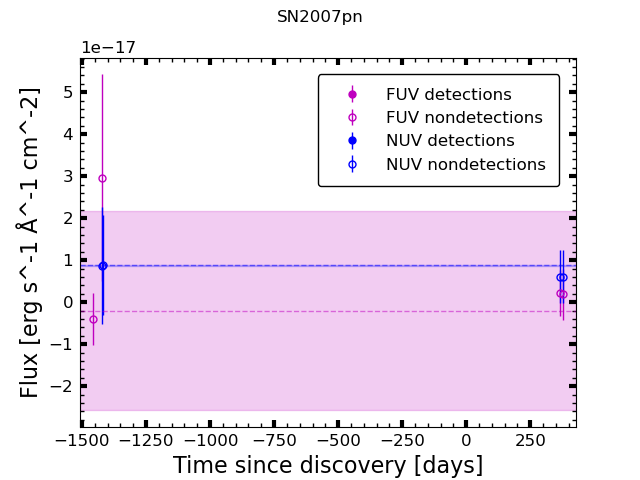 SN2007pn
1e−17
FUV detections
FUV nondetections
NUV detections
NUV nondetections
5
4
3
2
1
0
−1
−2
Flux [erg s^-1 Å^-1 cm^-2]
−1500 −1250 −1000 −750 −500 −250 0 250
Time since discovery [days]